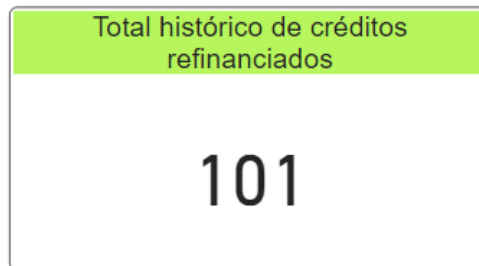 Total histórico de créditos
refinanciados
101